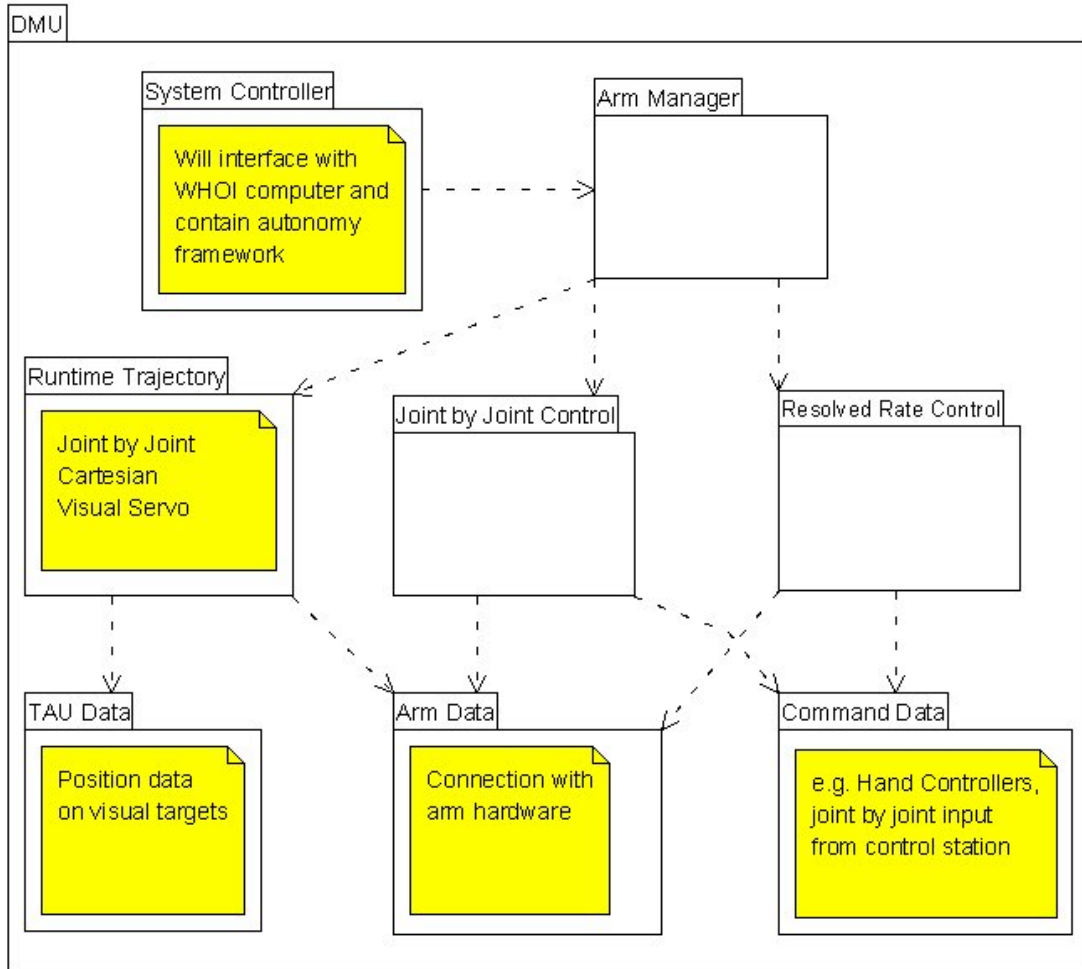 DMU
System Controller
Will interface with
WHOI computer and
contain autonomy
framework
Arm Manager
Runtime Trajectory
Joint by Joint
Cartesian
Visual Servo
Joint by Joint Control
Resolved Rate Control
TAU Data
Position data
on visual targets
Arm Data
Connection with
arm hardware
Command Data
e.g. Hand Controllers,
joint by joint input
from control station